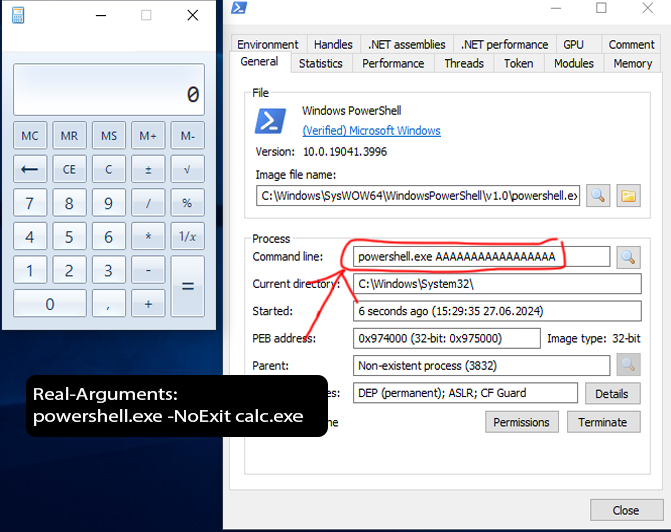 0
MC MR MS M+ M-
← CE C ± √
7 8 9 / %
4 5 6 * 1/x
1 2 3 - =
0 , +
Real-Arguments:
powershell.exe -NoExit calc.exe
Environment Handles .NET assemblies .NET performance GPU Comment
General Statistics Performance Threads Token Modules Memory
File
Windows PowerShell
(Verified) Microsoft Windows
Version: 10.0.19041.3996
Image file name:
C:\Windows\SysWOW64\WindowsPowerShell\v1.0\powershell.ex
Process
Command line: powershell.exe AAAAAAAAAAAAAAAAA
Current directory: C:\Windows\System32\
Started: 6 seconds ago (15:29:35 27.06.2024)
PEB address: 0x974000 (32-bit: 0x975000) Image type: 32-bit
Parent: Non-existent process (3832)
es: DEP (permanent); ASLR; CF Guard Details
ne Permissions Terminate
Close